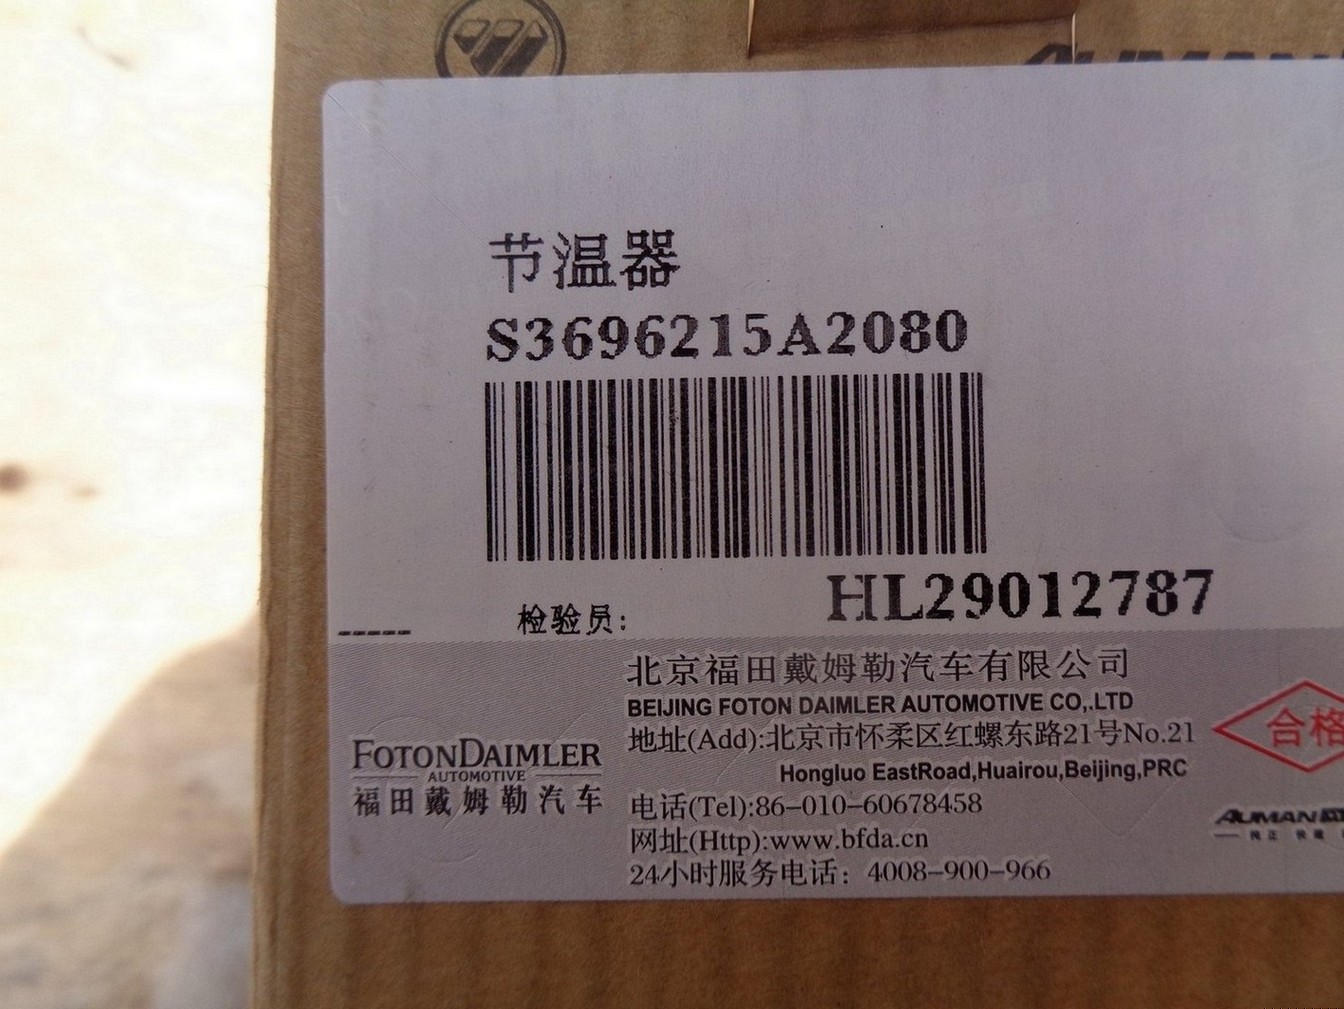 AUMAN
节温器
S3696215A2080
HL29012787
检验员:
北京福田戴姆勒汽车有限公司
BEIJING FOTON DAIMLER AUTOMOTIVE CO,.LTD
地址(Add):北京市怀柔区红螺东路21号No.21
Hongluo EastRoad,Huairou,Beijing,PRC
电话(Tel):86-010-60678458
网址(Http):www.bfda.cn
24小时服务电话: 4008-900-966
FOTONDAIMLER
AUTOMOTIVE
福田戴姆勒汽车
合格
AUMAN